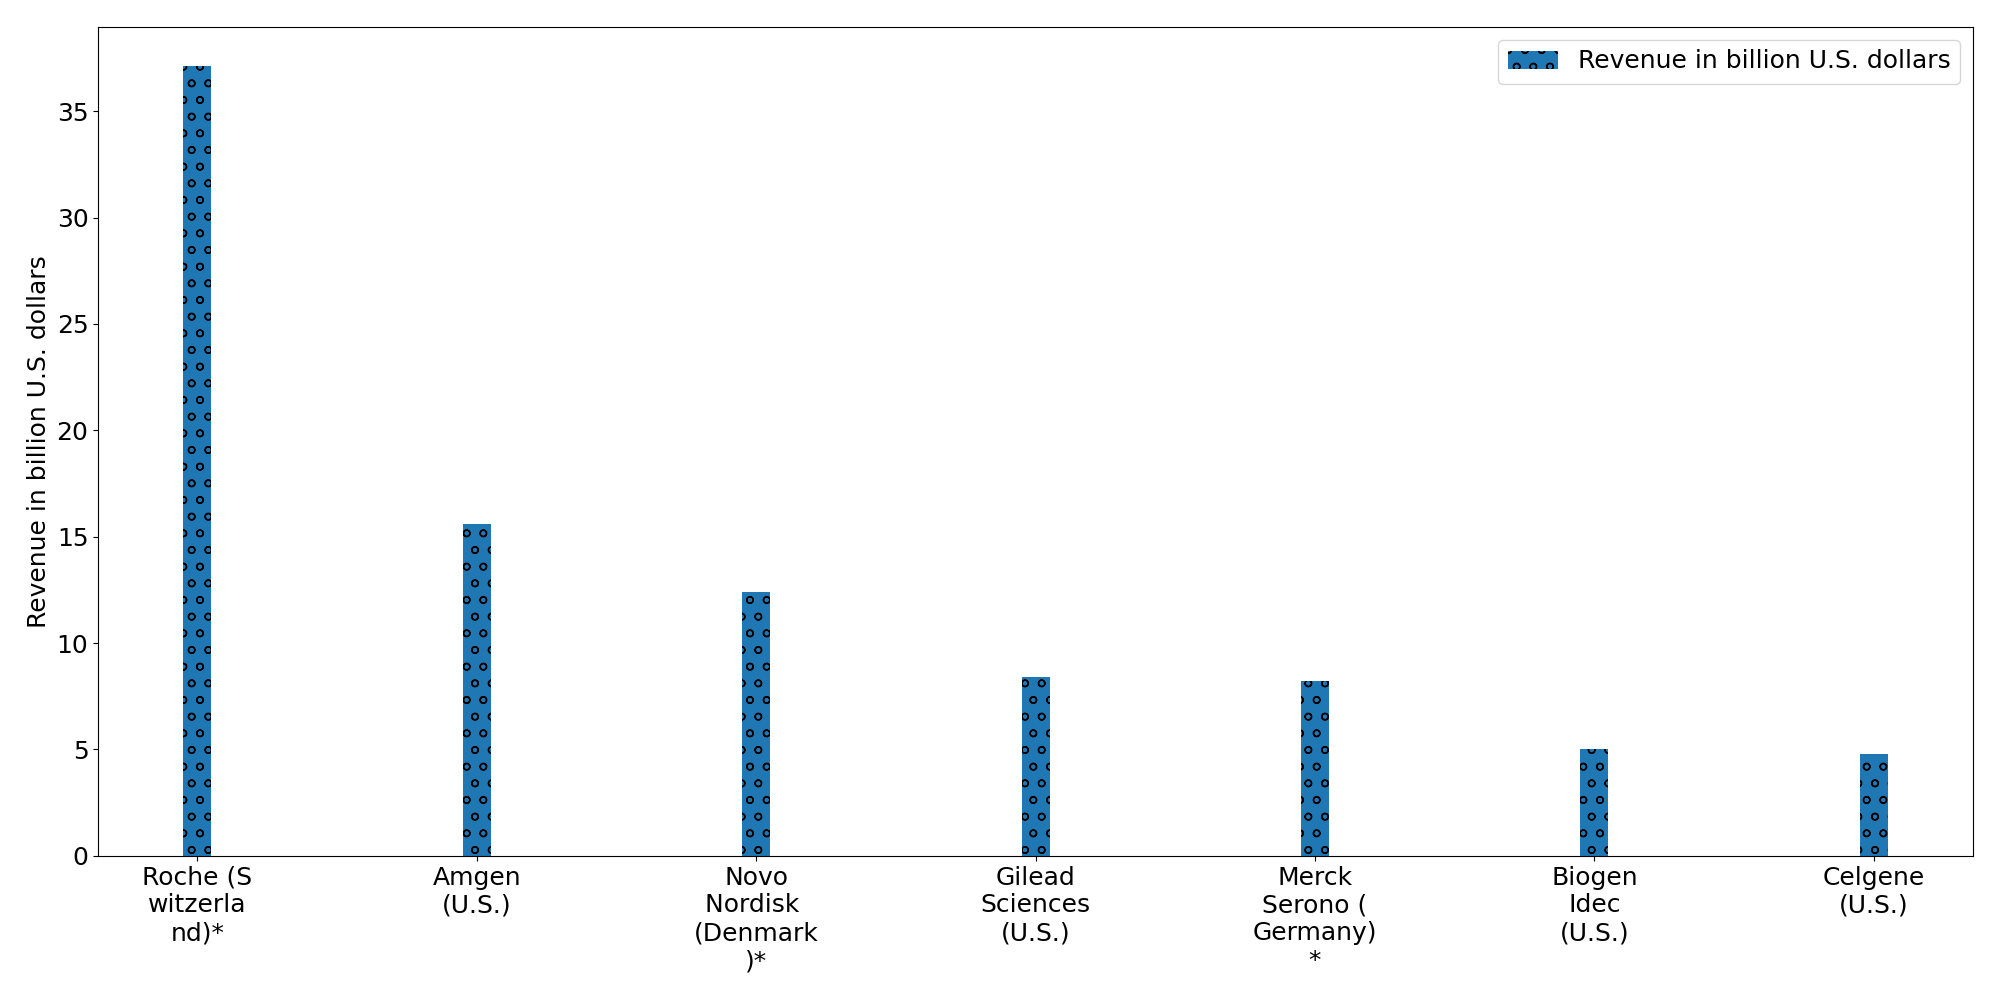 Revenue in billion U.S. dollars
Revenue in billion U.S. dollars
35
30
25
20
15
10
5
0
Roche (S
witzerla
nd)*
Amgen
(U.S.)
Novo
Nordisk
(Denmark
)*
Gilead
Sciences
(U.S.)
Merck
Serono (
Germany)
*
Biogen
Idec
(U.S.)
Celgene
(U.S.)